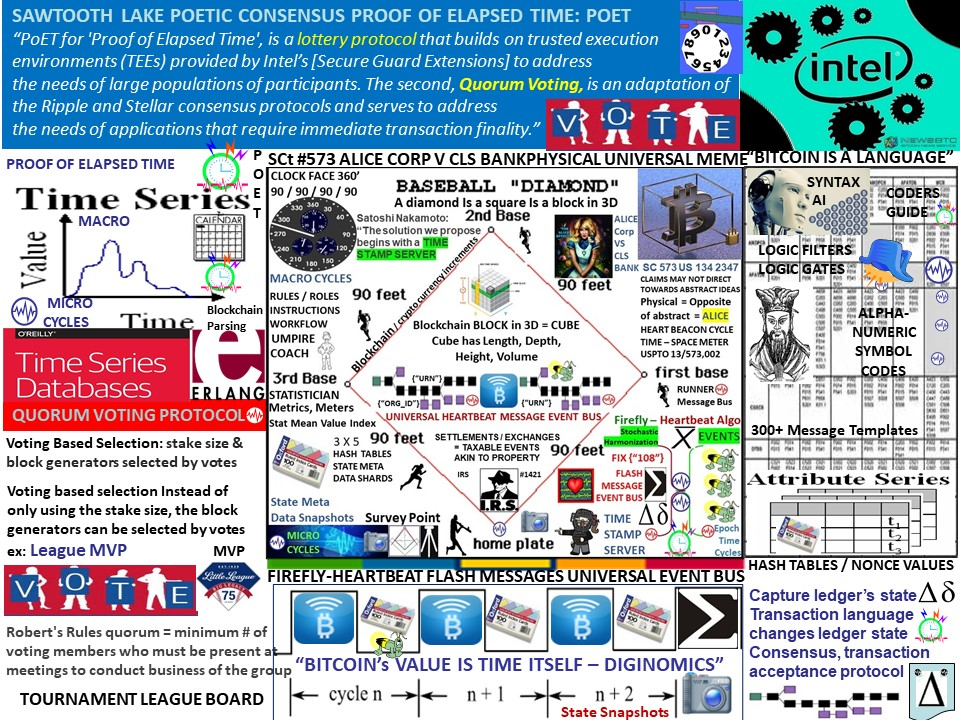 SAWTOOTH LAKE POETIC CONSENSUS PROOF OF ELAPSED TIME: POET
“PoET for 'Proof of Elapsed Time', is a lottery protocol that builds on trusted execution
environments (TEEs) provided by Intel’s [Secure Guard Extensions] to address
the needs of large populations of participants. The second, Quorum Voting, is an adaptation of
the Ripple and Stellar consensus protocols and serves to address
the needs of applications that require immediate transaction finality.”
VOTE
intel
NEWSBTC
PROOF OF ELAPSED TIME
POET
Time Series
MACRO
Value
CALENDAR
MICRO
CYCLES
Time
Blockchain
Parsing
O'REILLY'
Time Series
Databases
e
ERLANG
QUORUM VOTING PROTOCOL
Voting Based Selection: stake size &
block generators selected by votes
Voting based selection Instead of
only using the stake size, the block
generators can be selected by votes
ex: League MVP
MVP
VOTE
Little League
75
Robert's Rules quorum = minimum # of
voting members who must be present at
meetings to conduct business of the group
TOURNAMENT LEAGUE BOARD
SCt #573 ALICE CORP V CLS BANKPHYSICAL UNIVERSAL MEME
CLOCK FACE 360’
90 / 90 / 90 / 90
BASEBALL "DIAMOND"
A diamond Is a square Is a block in 3D
2nd Base
Satoshi Nakamoto:
“The solution we propose
begins with a TIME
STAMP SERVER
ALICE
Corp
VS
CLS
BANK
SC 573 US 134 2347
MACRO CYCLES
90 feet
90 feet
CLAIMS MAY NOT DIRECT
TOWARDS ABSTRACT IDEAS
Physical = Opposite
of abstract = ALICE
HEART BEACON CYCLE
TIME – SPACE METER
USPTO 13/573,002
RULES / ROLES
INSTRUCTIONS
WORKFLOW
UMPIRE
COACH
Blockchain / crypto currency increments
Blockchain BLOCK in 3D = CUBE
Cube has Length, Depth,
Height, Volume
3rd Base
STATISTICIAN
Metrics, Meters
Stat Mean Value Index
first base
RUNNER
Message Bus
{“URN”}
{“ORG_ID”}
{“URN”}
UNIVERSAL HEARTBEAT MESSAGE EVENT BUS
Firefly – Heartbeat Algo
Stochastic
Harmonization
EVENTS
3 X 5
HASH TABLES
STATE META
DATA SHARDS
90 feet
SETTLEMENTS / EXCHANGES
= TAXABLE EVENTS
AKIN TO PROPERTY
90 feet
IRS
#1421
I.R.S.
FIX {“108”}
FLASH
MESSAGE
EVENT BUS
State Meta
Data Snapshots
Survey Point
MICRO
CYCLES
home plate
TIME
STAMP
SERVER
Δδ
Epoch
Time
Cycles
FIREFLY-HEARTBEAT FLASH MESSAGES UNIVERSAL EVENT BUS
“BITCOIN’s VALUE IS TIME ITSELF – DIGINOMICS”
cycle n
n + 1
n + 2
State Snapshots
“BITCOIN IS A LANGUAGE”
SYNTAX
AI
CODERS
GUIDE
LOGIC FILTERS
LOGIC GATES
ALPHA-
NUMERIC
SYMBOL
CODES
300+ Message Templates
Attribute Series
t1
t2
t3
HASH TABLES / NONCE VALUES
Capture ledger’s state
Δδ
Transaction language
changes ledger state
Consensus, transaction
acceptance protocol
Δ